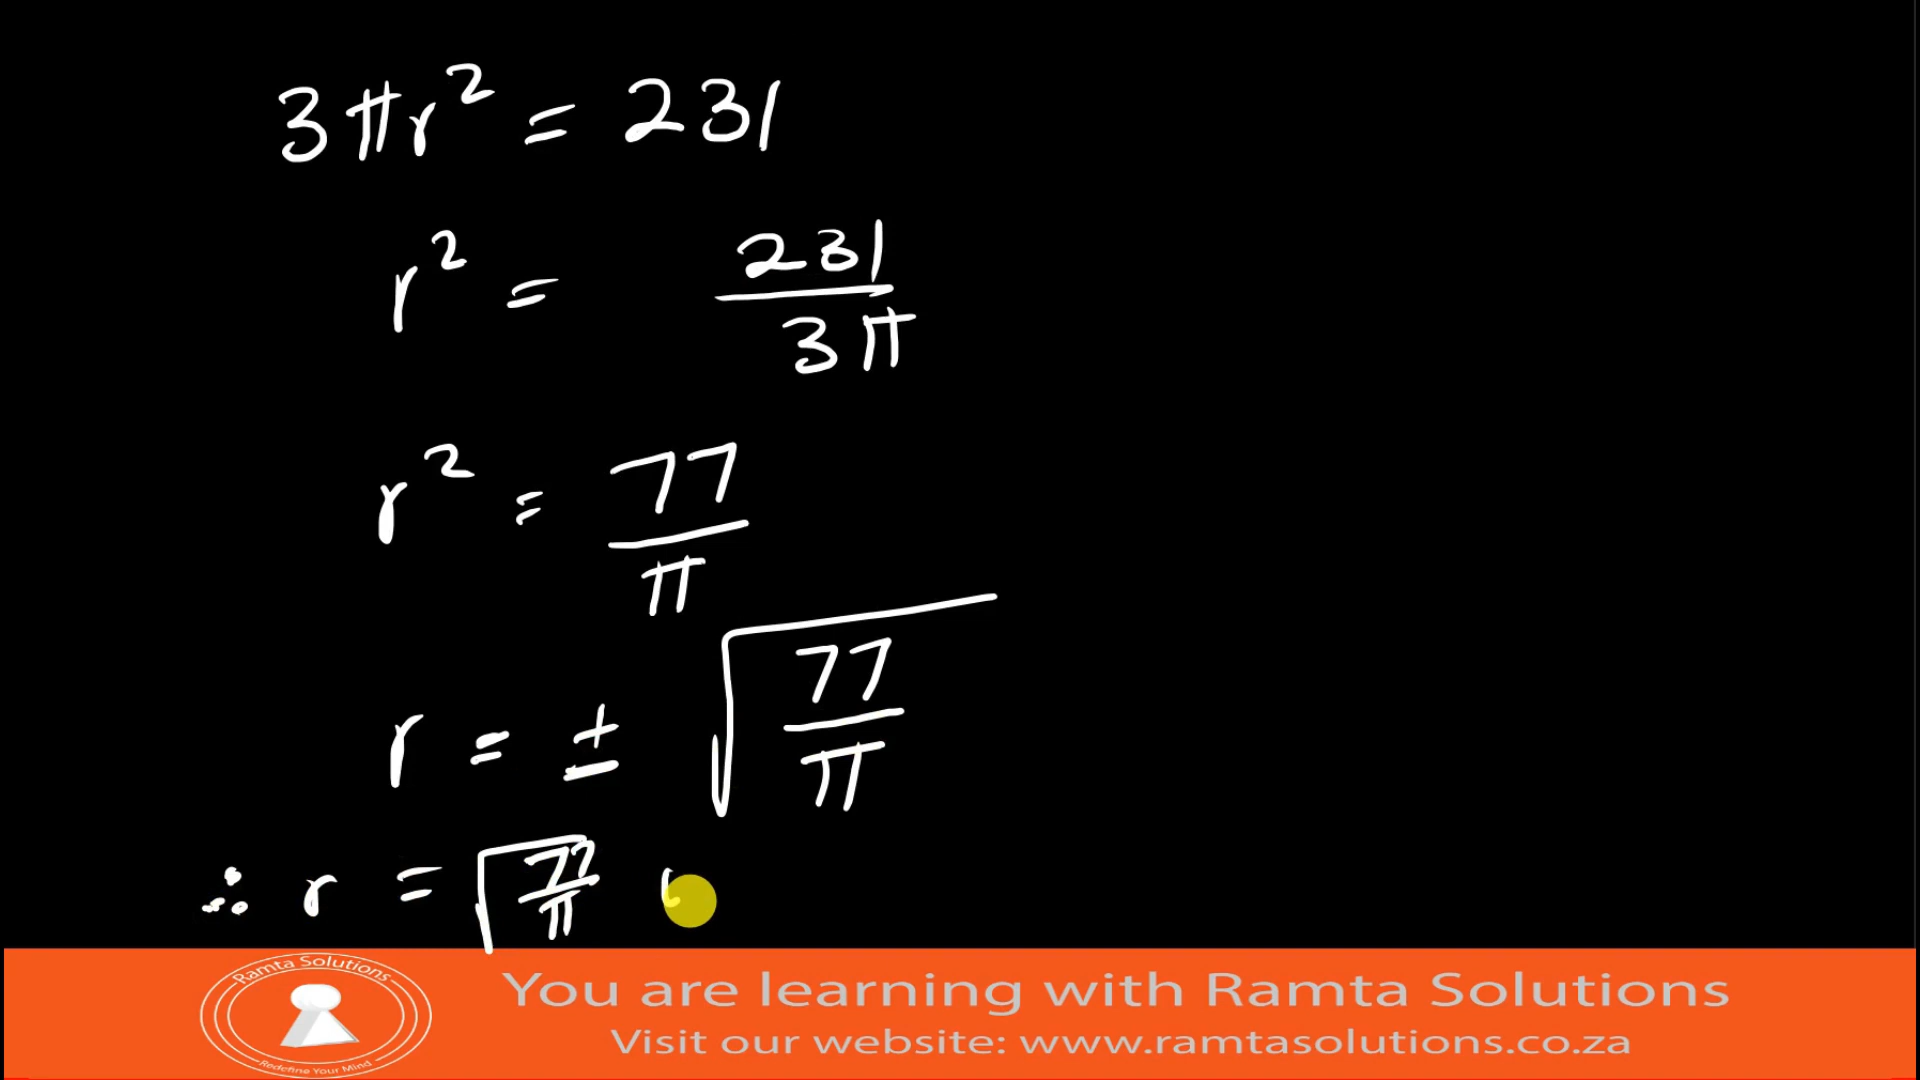 3πr² = 231
r² = 231/3π
r² = 77/π
r = ± √(77/π)
∴ r = √(77/π)
Ramta Solutions
Redefine Your Mind
You are learning with Ramta Solutions
Visit our website: www.ramtasolutions.co.za